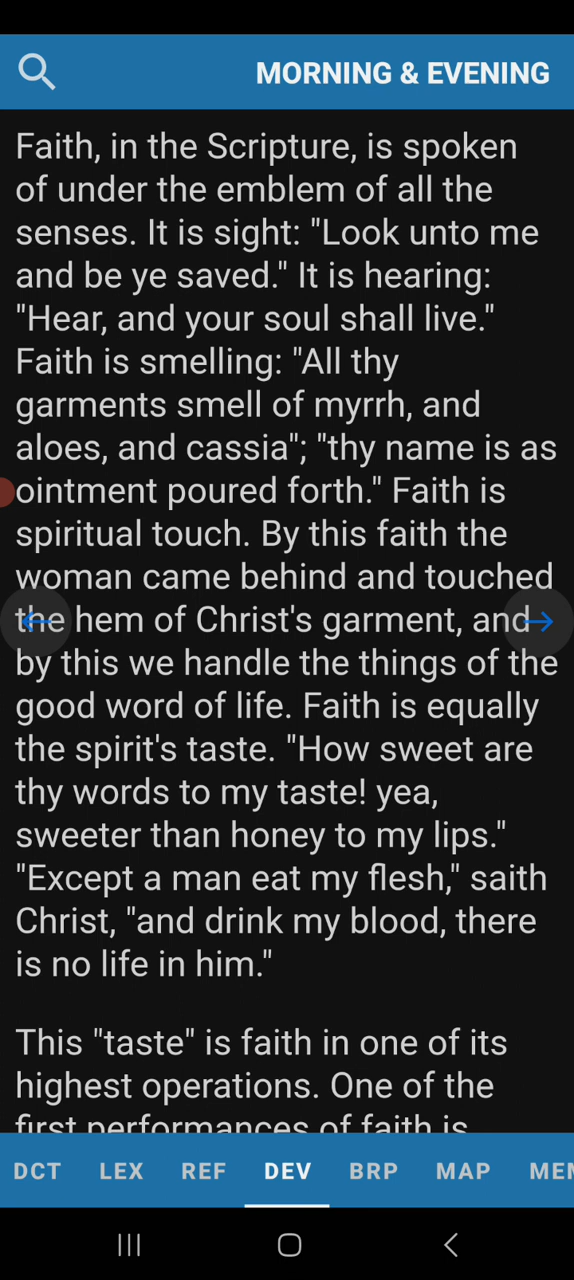 MORNING & EVENING
Faith, in the Scripture, is spoken
of under the emblem of all the
senses. It is sight: "Look unto me
and be ye saved." It is hearing:
"Hear, and your soul shall live."
Faith is smelling: "All thy
garments smell of myrrh, and
aloes, and cassia"; "thy name is as
ointment poured forth." Faith is
spiritual touch. By this faith the
woman came behind and touched
the hem of Christ's garment, and
by this we handle the things of the
good word of life. Faith is equally
the spirit's taste. "How sweet are
thy words to my taste! yea,
sweeter than honey to my lips."
"Except a man eat my flesh," saith
Christ, "and drink my blood, there
is no life in him."
This "taste" is faith in one of its
highest operations. One of the
first performances of faith is
DCT LEX REF DEV BRP MAP MEM